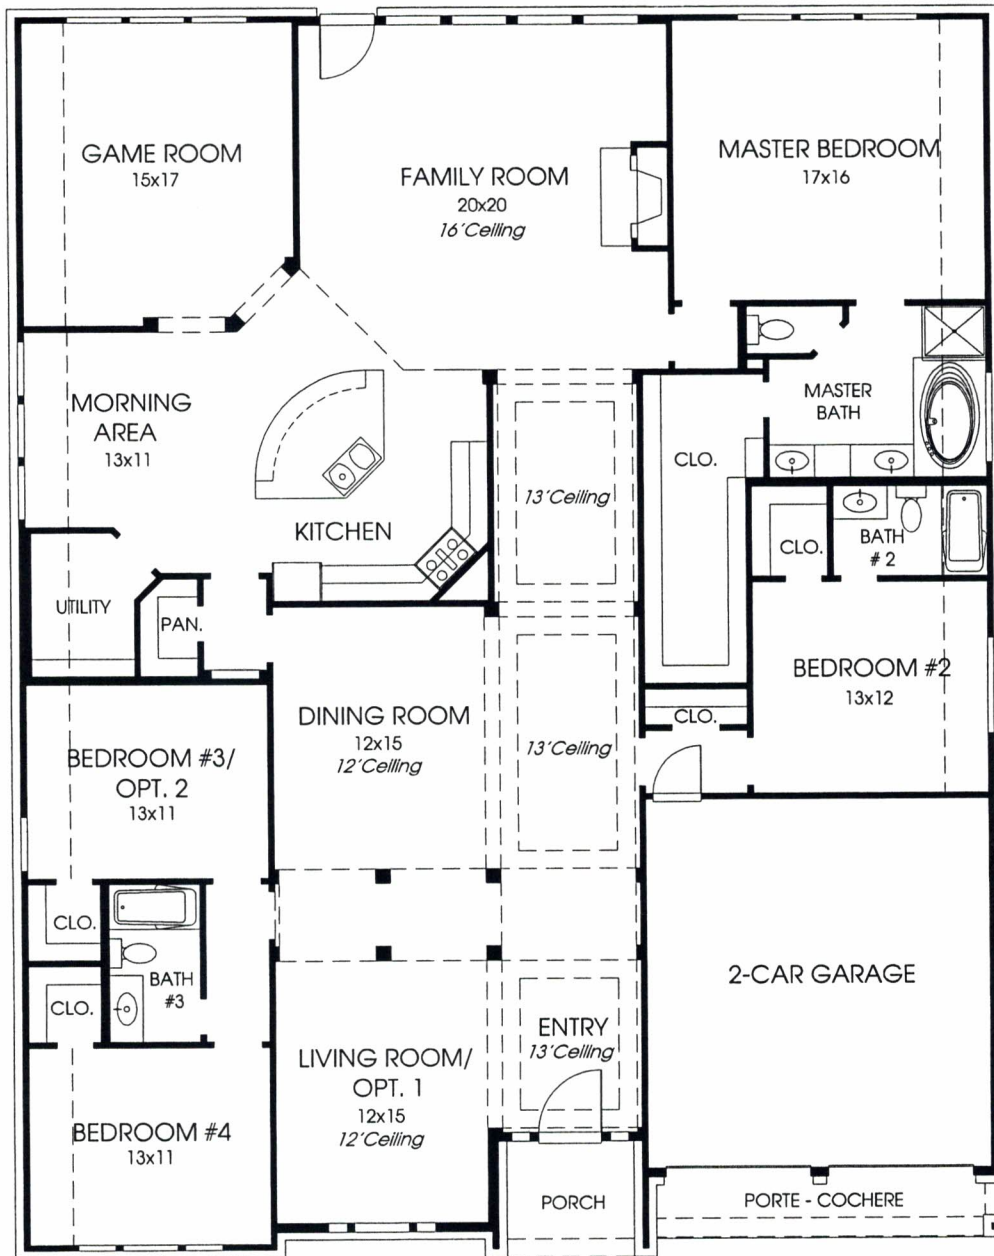 GAME ROOM
15x17
FAMILY ROOM
20x20
16'Ceiling
MASTER BEDROOM
17x16
MORNING
AREA
13x11
KITCHEN
13'Ceiling
CLO.
MASTER
BATH
CLO.
BATH
# 2
UTILITY
PAN.
DINING ROOM
12x15
12'Ceiling
13'Ceiling
CLO.
BEDROOM #2
13x12
BEDROOM #3/
OPT. 2
13x11
CLO.
BATH
#3
CLO.
BEDROOM #4
13x11
LIVING ROOM/
OPT. 1
12x15
12'Ceiling
ENTRY
13'Ceiling
PORCH
2-CAR GARAGE
PORTE - COCHERE